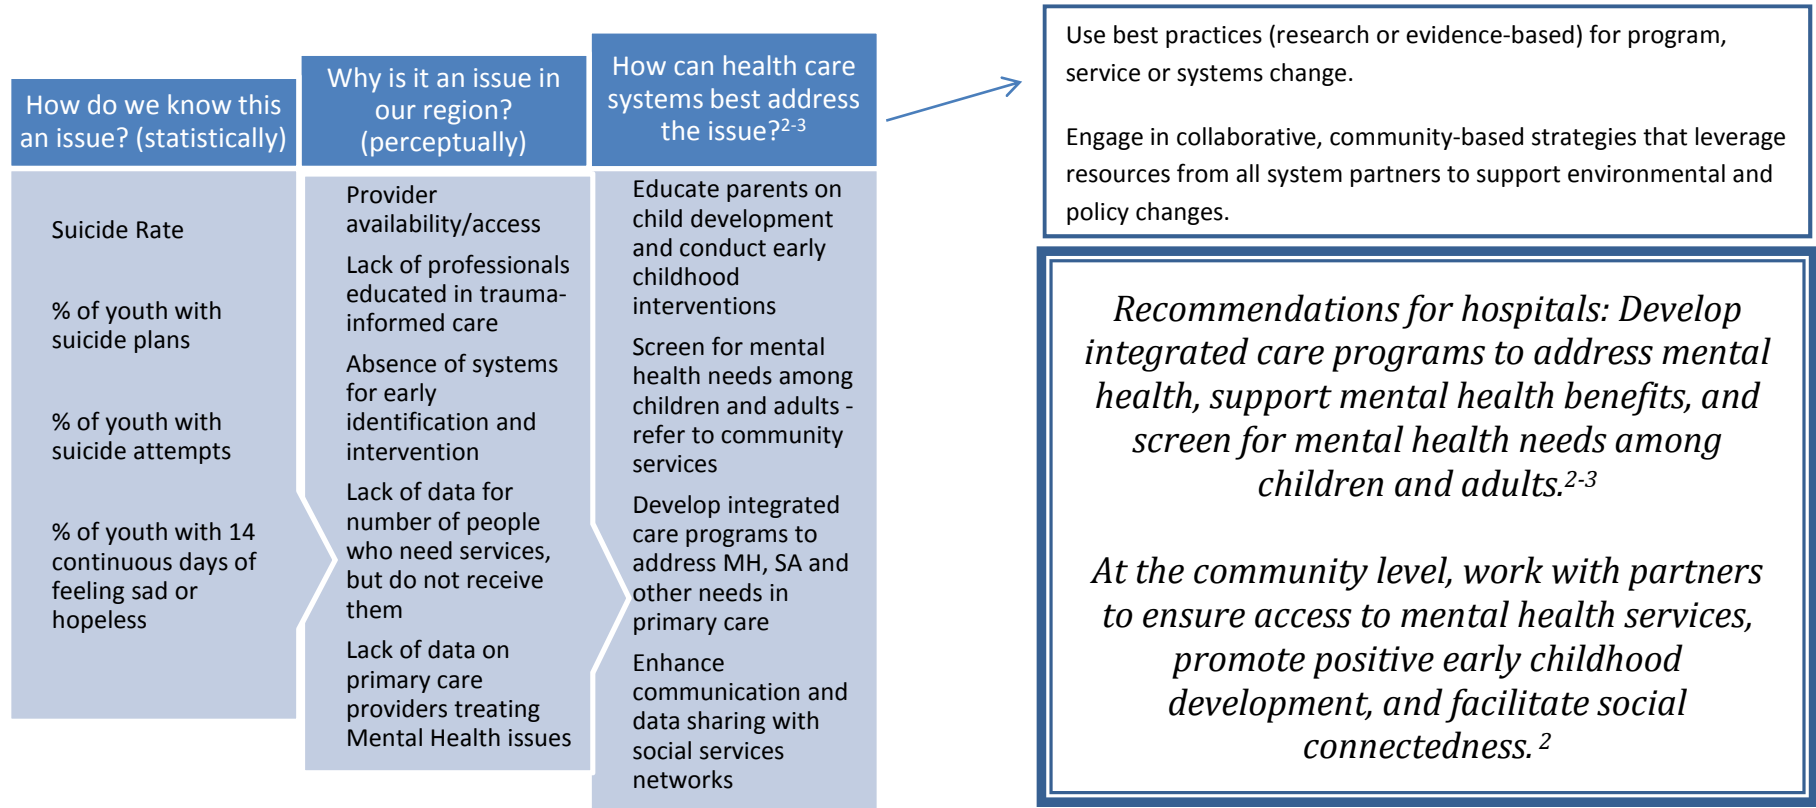 How do we know this
an issue? (statistically)
Suicide Rate
% of youth with
suicide plans
% of youth with
suicide attempts
% of youth with 14
continuous days of
feeling sad or
hopeless
Why is it an issue in
our region?
(perceptually)
Provider
availability/access
Lack of professionals
educated in trauma-
informed care
Absence of systems
for early
identification and
intervention
Lack of data for
number of people
who need services,
but do not receive
them
Lack of data on
primary care
providers treating
Mental Health issues
How can health care
systems best address
the issue?2-3
Educate parents on
child development
and conduct early
childhood
interventions
Screen for mental
health needs among
children and adults -
refer to community
services
Develop integrated
care programs to
address MH, SA and
other needs in
primary care
Enhance
communication and
data sharing with
social services
networks
Use best practices (research or evidence-based) for program,
service or systems change.
Engage in collaborative, community-based strategies that leverage
resources from all system partners to support environmental and
policy changes.
Recommendations for hospitals: Develop
integrated care programs to address mental
health, support mental health benefits, and
screen for mental health needs among
children and adults.2-3
At the community level, work with partners
to ensure access to mental health services,
promote positive early childhood
development, and facilitate social
connectedness. 2